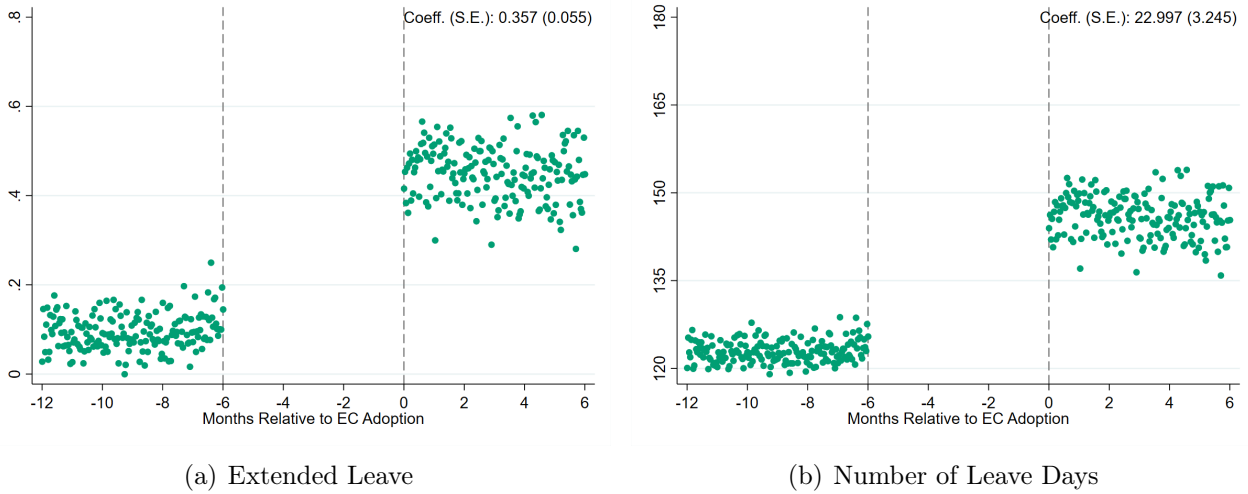 Coeff. (S.E.): 0.357 (0.055)
.8
.6
.4
.2
0
-12 -10 -8 -6 -4 -2 0 2 4 6
Months Relative to EC Adoption
(a) Extended Leave
Coeff. (S.E.): 22.997 (3.245)
180
165
150
135
120
-12 -10 -8 -6 -4 -2 0 2 4 6
Months Relative to EC Adoption
(b) Number of Leave Days